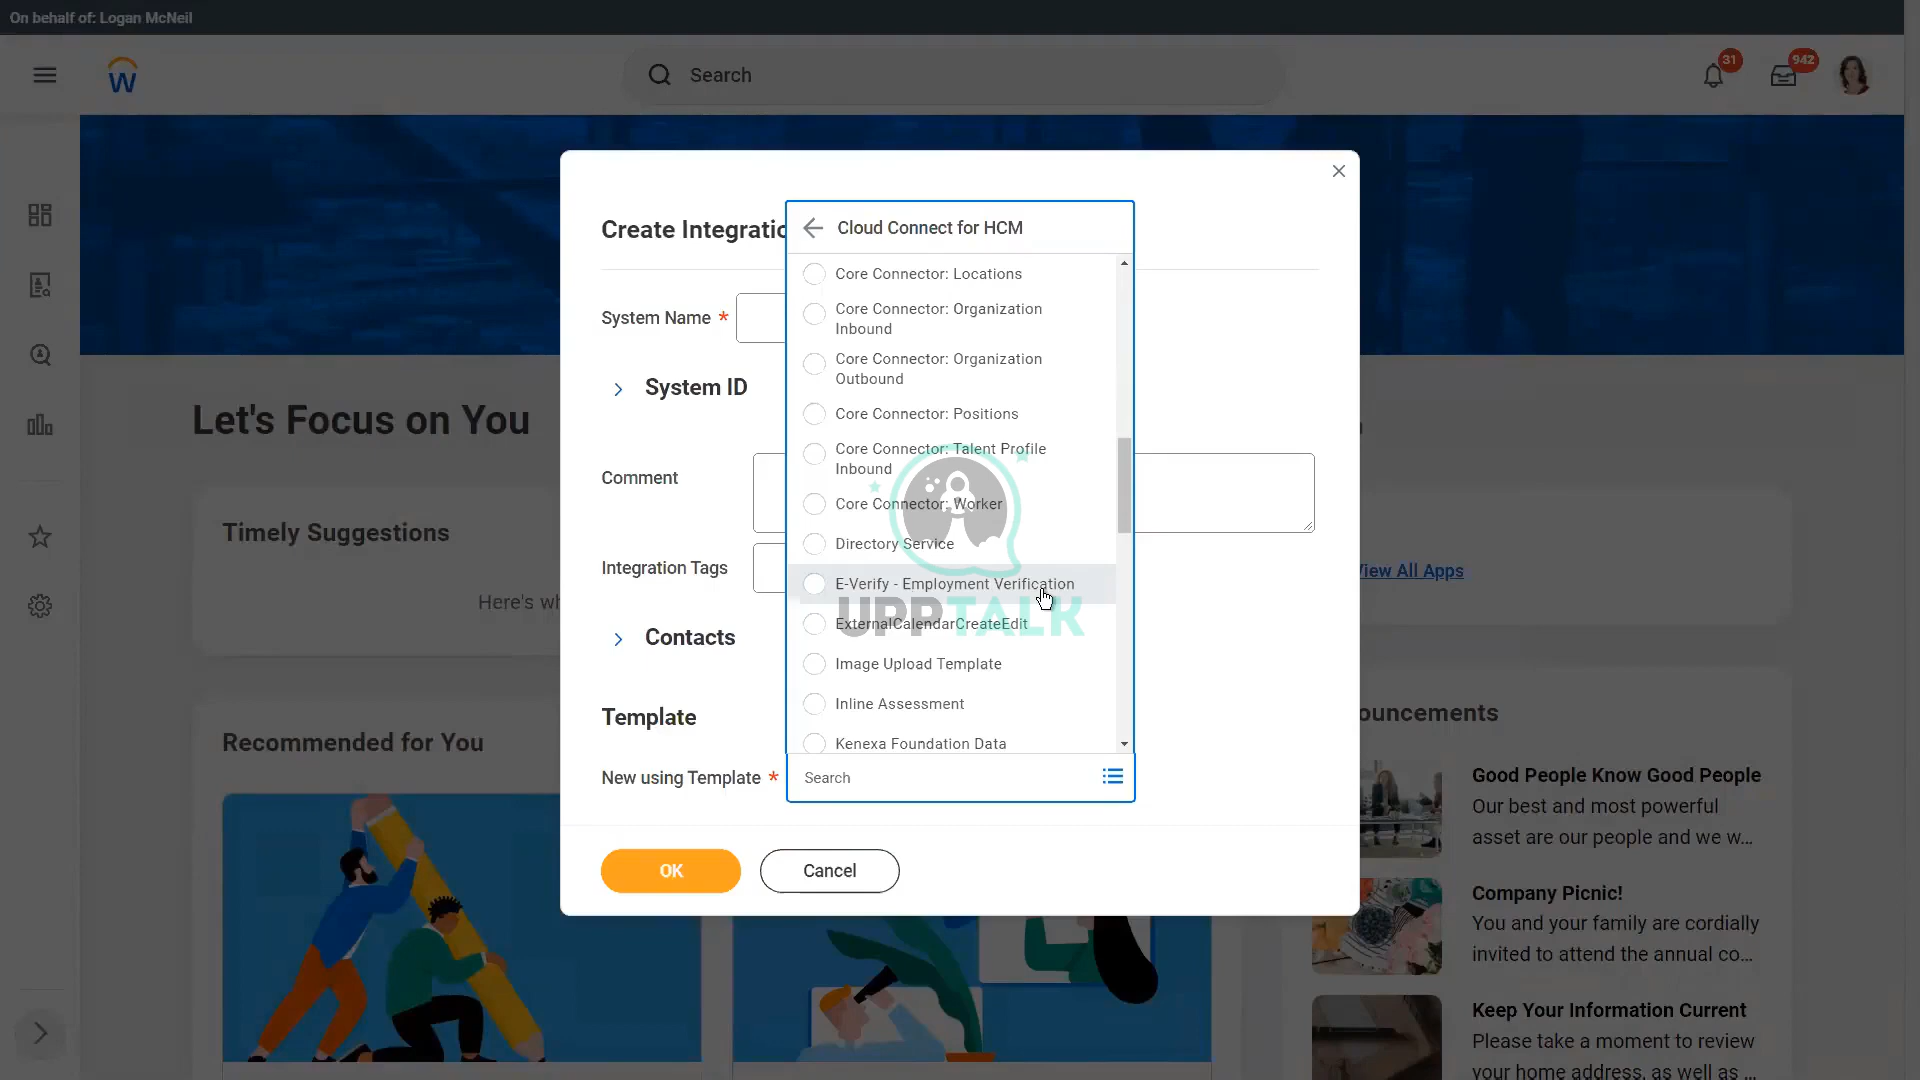 On behalf of: Logan McNeil
Search
31
942
Let's Focus on You
Timely Suggestions
Here's wh
View All Apps
Recommended for You
ouncements
Good People Know Good People
Our best and most powerful
asset are our people and we w...
Company Picnic!
You and your family are cordially
invited to attend the annual co...
Keep Your Information Current
Please take a moment to review
your home address, as well as ...
Create Integratio
System Name *
System ID
Comment
Integration Tags
Contacts
Template
New using Template *
Cloud Connect for HCM
Core Connector: Locations
Core Connector: Organization
Inbound
Core Connector: Organization
Outbound
Core Connector: Positions
Core Connector: Talent Profile
Inbound
Core Connector: Worker
Directory Service
E-Verify - Employment Verification
ExternalCalendarCreateEdit
Image Upload Template
Inline Assessment
Kenexa Foundation Data
Search
OK
Cancel
UPPTALK